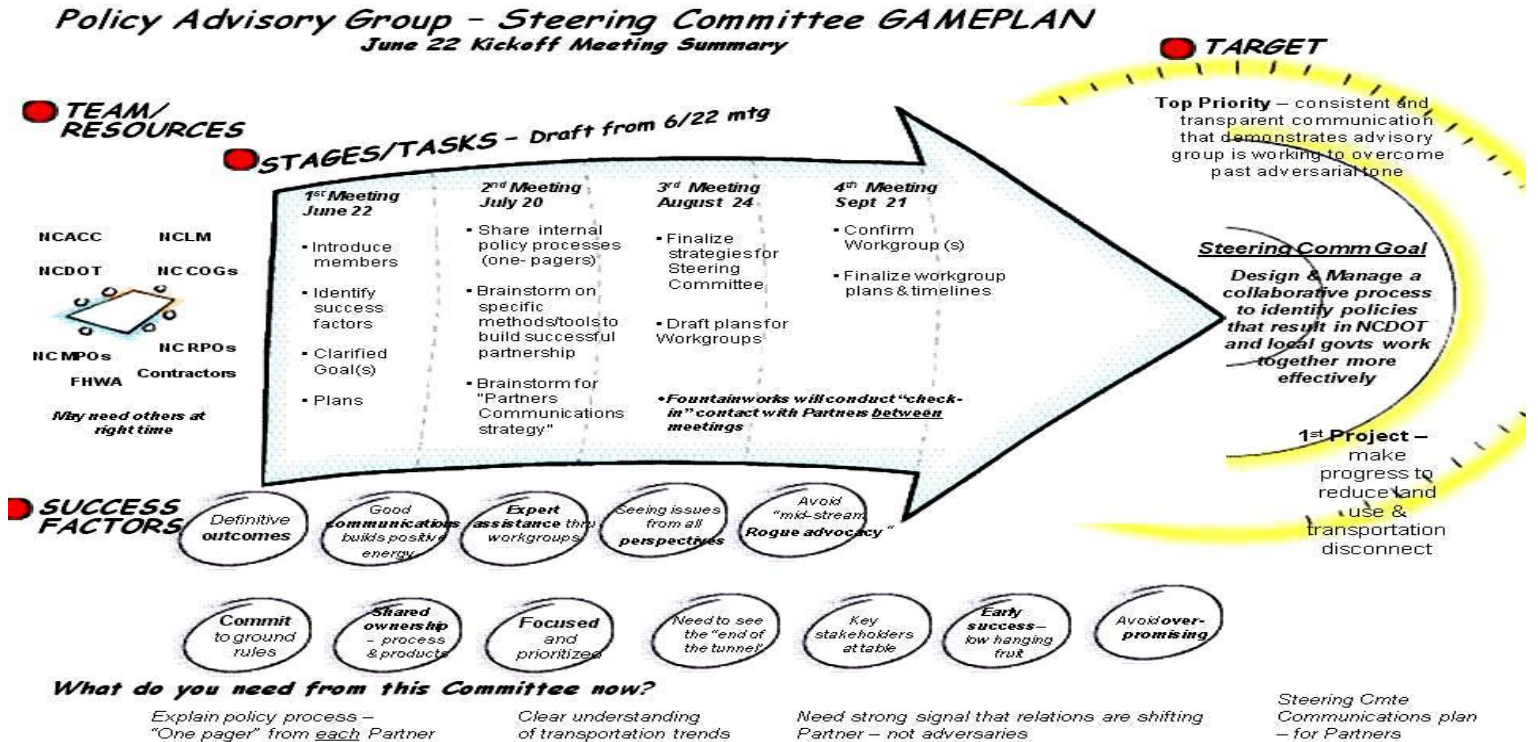 Policy Advisory Group – Steering Committee GAMEPLAN
June 22 Kickoff Meeting Summary
TARGET
Top Priority – consistent and
transparent communication
that demonstrates advisory
group is working to overcome
past adversarial tone
TEAM/
RESOURCES
STAGES/TASKS – Draft from 6/22 mtg
NCACC NCLM
NCDOT NC COGs
NC MPOs NC RPOs
FHWA Contractors
May need others at
right time
1st Meeting
June 22
▪ Introduce
members
▪ Identify
success
factors
▪ Clarified
Goal(s)
▪ Plans
2nd Meeting
July 20
▪ Share internal
policy processes
(one- pagers)
▪ Brainstorm on
specific
methods/tools to
build successful
partnership
▪ Brainstorm for
"Partners
Communications
strategy"
3rd Meeting
August 24
▪ Finalize
strategies for
Steering
Committee
▪ Draft plans for
Workgroups
4th Meeting
Sept 21
▪ Confirm
Workgroup (s)
▪ Finalize workgroup
plans & timelines
▪Fountainworks will conduct "check-
in" contact with Partners between
meetings
Steering Comm Goal
Design & Manage a
collaborative process
to identify policies
that result in NCDOT
and local govts work
together more
effectively
1st Project –
make
progress to
reduce land
use &
transportation
disconnect
SUCCESS
FACTORS
Definitive
outcomes
Good
communications
builds positive
energy
Expert
assistance thru
workgroups
Seeing issues
from all
perspectives
Avoid
"mid-stream
Rogue advocacy"
Commit
to ground
rules
Shared
ownership
– process
& products
Focused
and
prioritized
Need to see
the "end of
the tunnel"
Key
stakeholders
at table
Early
success –
low hanging
fruit
Avoid over-
promising
What do you need from this Committee now?
Explain policy process –
"One pager" from each Partner
Clear understanding
of transportation trends
Need strong signal that relations are shifting
Partner – not adversaries
Steering Cmte
Communications plan
– for Partners